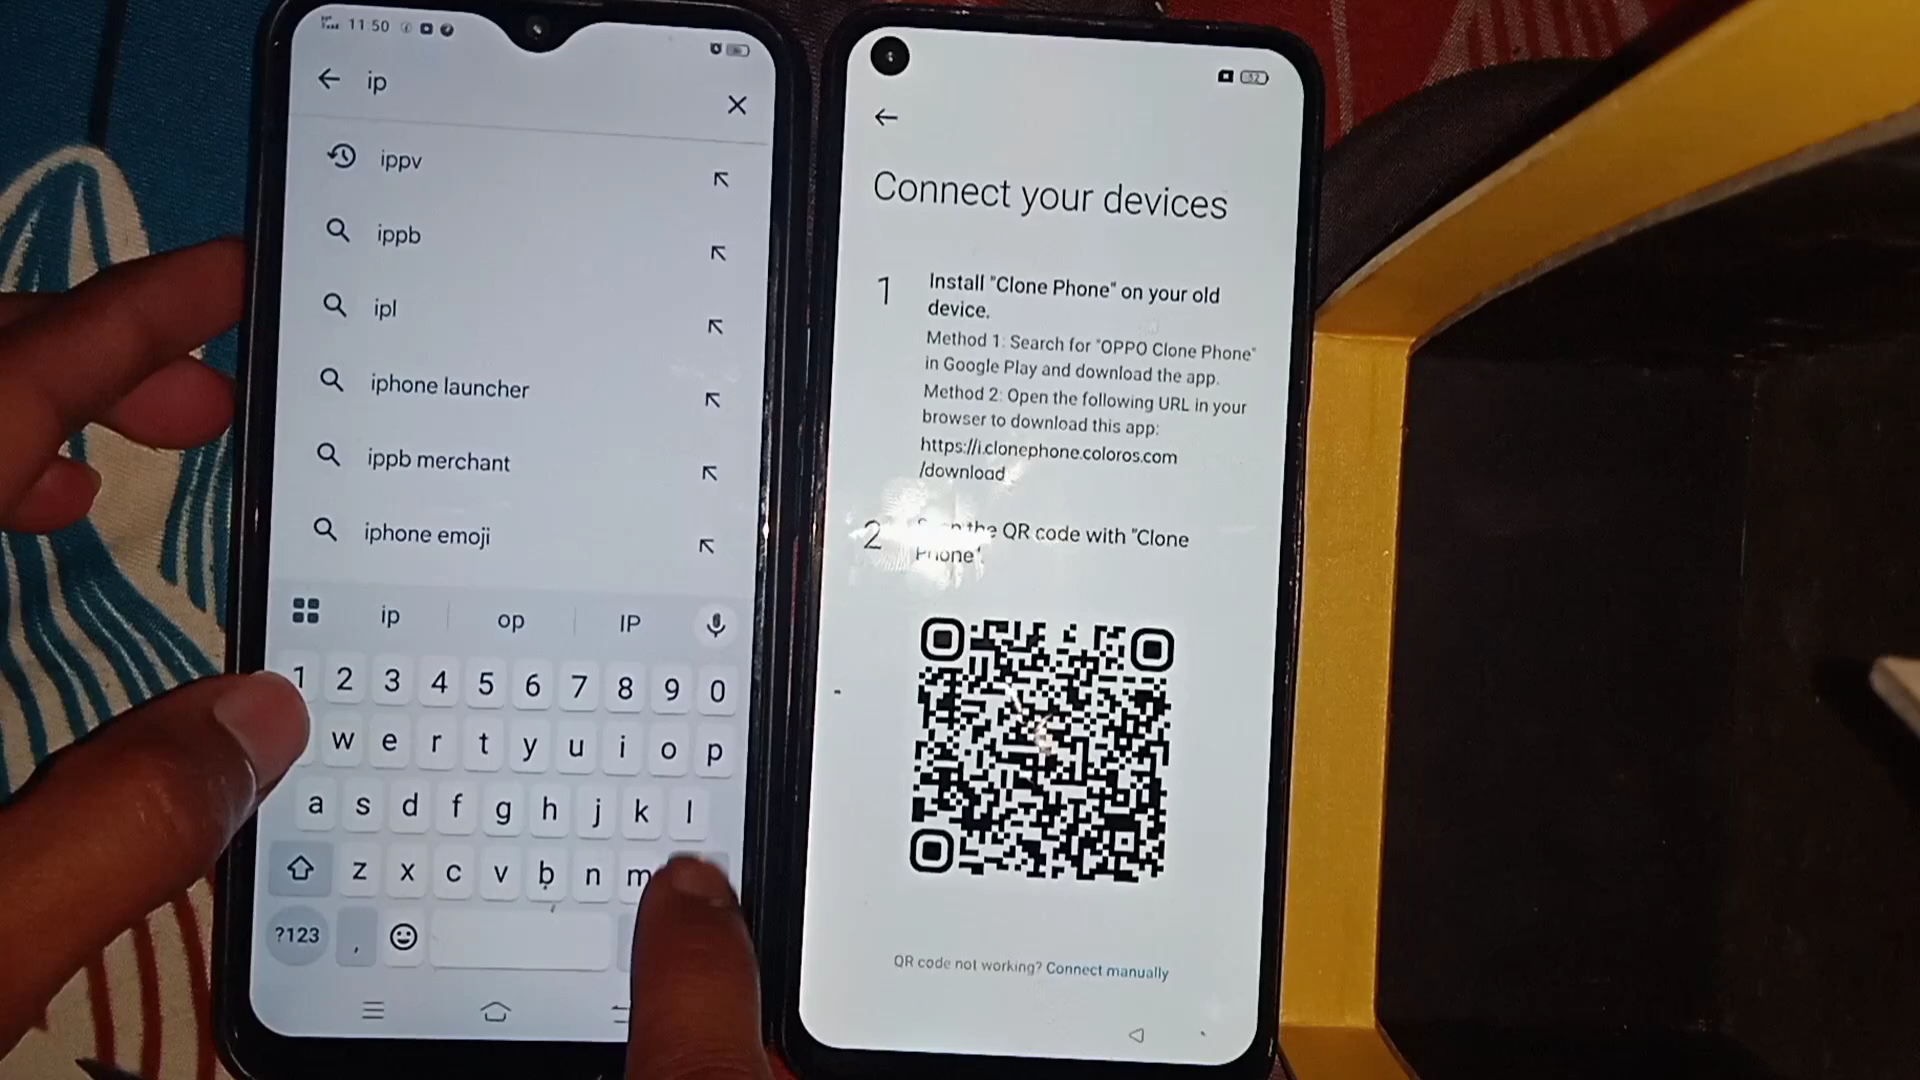 11 50
ip
ippv
ippb
ipl
iphone launcher
ippb merchant
iphone emoji
ip op IP
1 2 3 4 5 6 7 8 9 0
w e r t y u i o p
a s d f g h j k l
z x c v b n m
?123 ,
32
Connect your devices
1 Install "Clone Phone" on your old
device.
Method 1: Search for "OPPO Clone Phone"
in Google Play and download the app.
Method 2: Open the following URL in your
browser to download this app:
https://i.clonephone.coloros.com
/download
2 the QR code with "Clone
Phone".
QR code not working? Connect manually